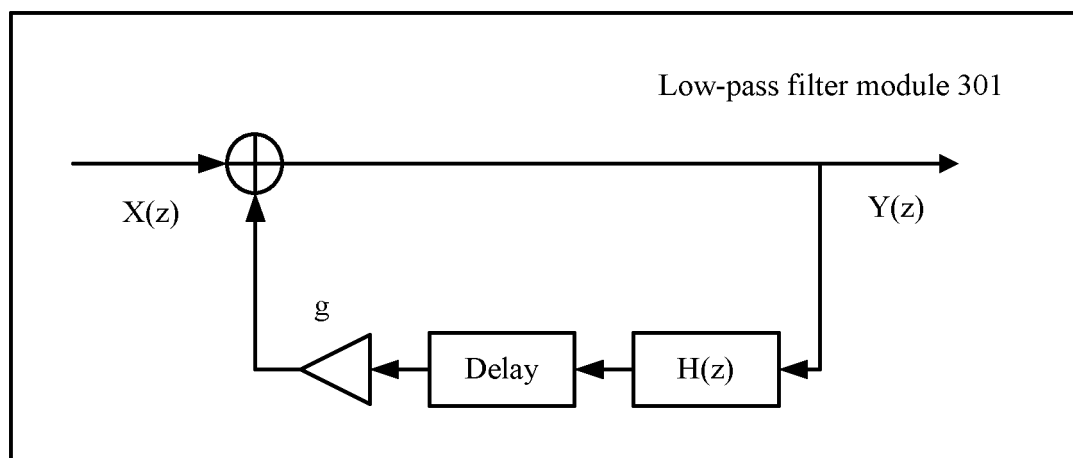 Low-pass filter module 301
X(z)
Y(z)
g
Delay
H(z)